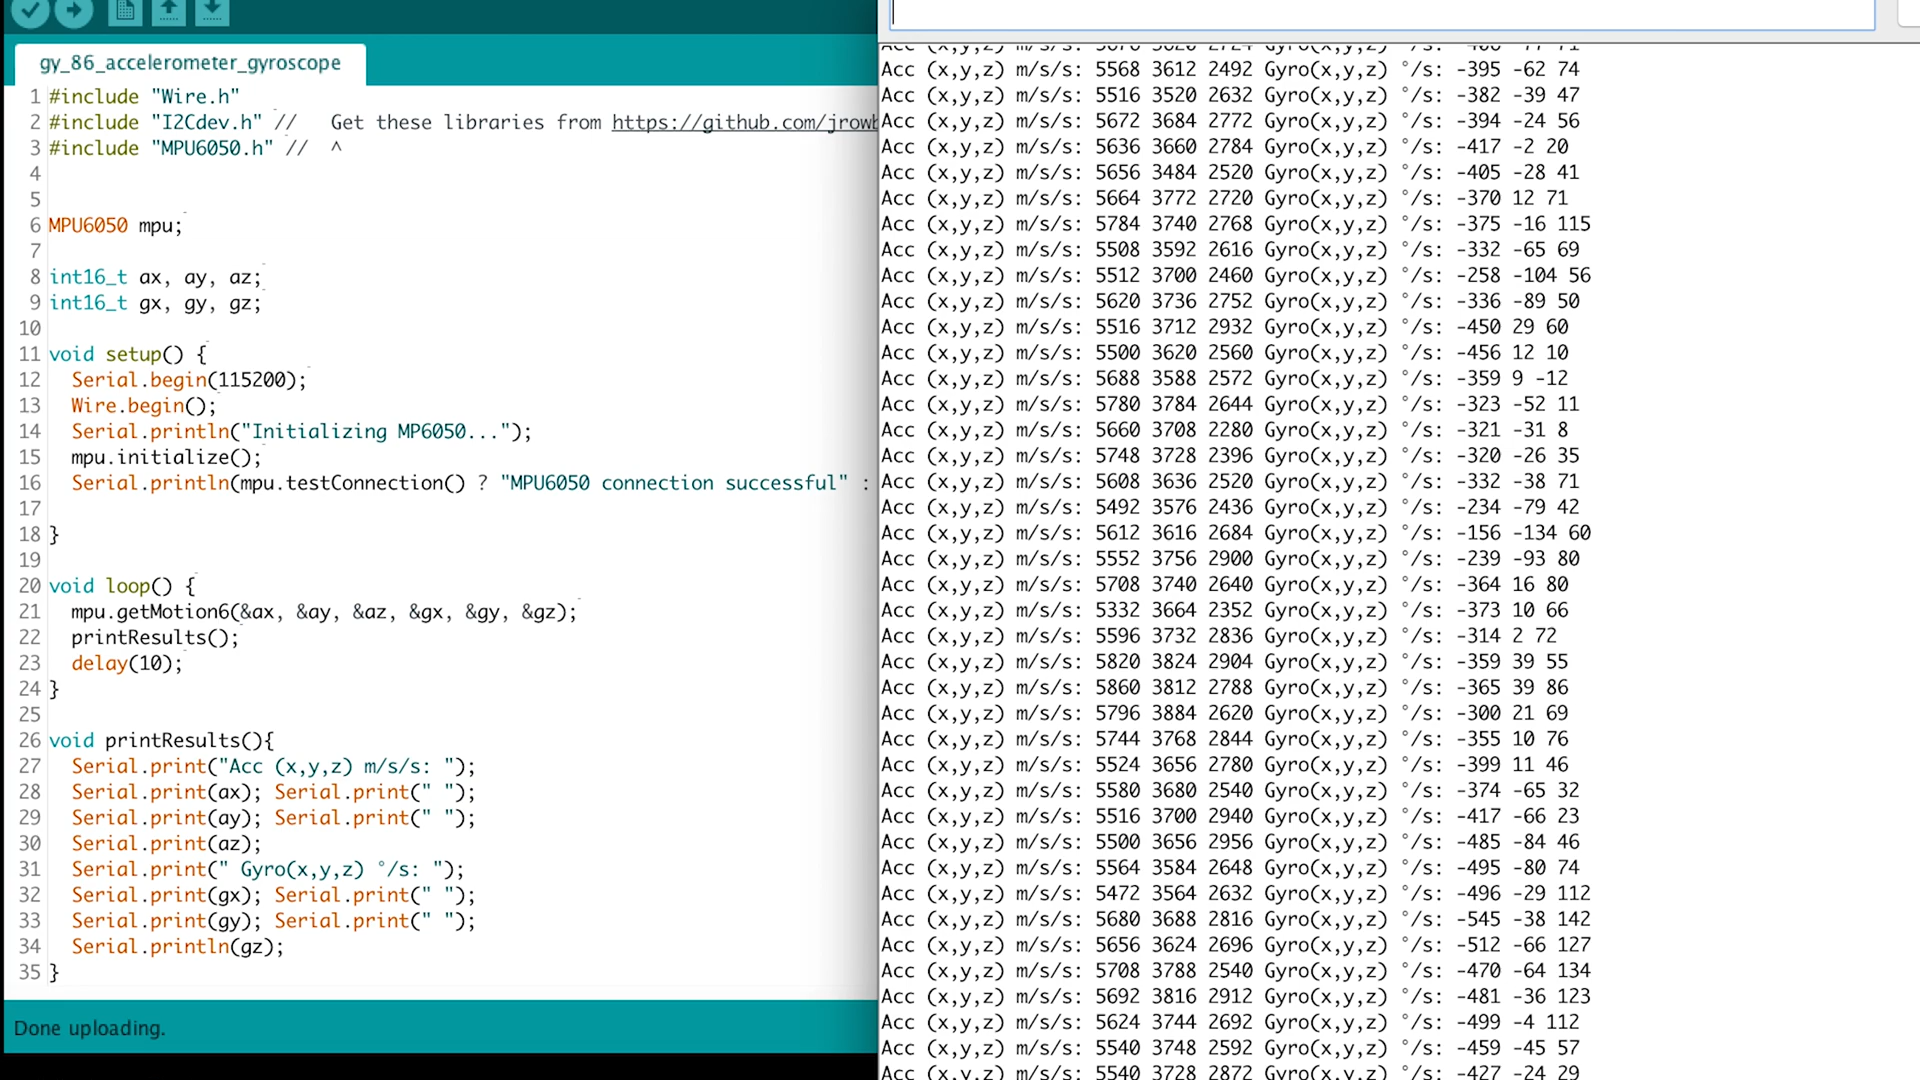 gy_86_accelerometer_gyroscope
1 #include "Wire.h"
2 #include "I2Cdev.h" //   Get these libraries from https://github.com/jrowb
3 #include "MPU6050.h" //  ^
4
5
6 MPU6050 mpu;
7
8 int16_t ax, ay, az;
9 int16_t gx, gy, gz;
10
11 void setup() {
12   Serial.begin(115200);
13   Wire.begin();
14   Serial.println("Initializing MP6050...");
15   mpu.initialize();
16   Serial.println(mpu.testConnection() ? "MPU6050 connection successful" :
17
18 }
19
20 void loop() {
21   mpu.getMotion6(&ax, &ay, &az, &gx, &gy, &gz);
22   printResults();
23   delay(10);
24 }
25
26 void printResults(){
27   Serial.print("Acc (x,y,z) m/s/s: ");
28   Serial.print(ax); Serial.print(" ");
29   Serial.print(ay); Serial.print(" ");
30   Serial.print(az);
31   Serial.print(" Gyro(x,y,z) °/s: ");
32   Serial.print(gx); Serial.print(" ");
33   Serial.print(gy); Serial.print(" ");
34   Serial.println(gz);
35 }
Done uploading.
Acc (x,y,z) m/s/s: Gyro(x,y,z) °/s:
Acc (x,y,z) m/s/s: 5568 3612 2492 Gyro(x,y,z) °/s: -395 -62 74
Acc (x,y,z) m/s/s: 5516 3520 2632 Gyro(x,y,z) °/s: -382 -39 47
Acc (x,y,z) m/s/s: 5672 3684 2772 Gyro(x,y,z) °/s: -394 -24 56
Acc (x,y,z) m/s/s: 5636 3660 2784 Gyro(x,y,z) °/s: -417 -2 20
Acc (x,y,z) m/s/s: 5656 3484 2520 Gyro(x,y,z) °/s: -405 -28 41
Acc (x,y,z) m/s/s: 5664 3772 2720 Gyro(x,y,z) °/s: -370 12 71
Acc (x,y,z) m/s/s: 5784 3740 2768 Gyro(x,y,z) °/s: -375 -16 115
Acc (x,y,z) m/s/s: 5508 3592 2616 Gyro(x,y,z) °/s: -332 -65 69
Acc (x,y,z) m/s/s: 5512 3700 2460 Gyro(x,y,z) °/s: -258 -104 56
Acc (x,y,z) m/s/s: 5620 3736 2752 Gyro(x,y,z) °/s: -336 -89 50
Acc (x,y,z) m/s/s: 5516 3712 2932 Gyro(x,y,z) °/s: -450 29 60
Acc (x,y,z) m/s/s: 5500 3620 2560 Gyro(x,y,z) °/s: -456 12 10
Acc (x,y,z) m/s/s: 5688 3588 2572 Gyro(x,y,z) °/s: -359 9 -12
Acc (x,y,z) m/s/s: 5780 3784 2644 Gyro(x,y,z) °/s: -323 -52 11
Acc (x,y,z) m/s/s: 5660 3708 2280 Gyro(x,y,z) °/s: -321 -31 8
Acc (x,y,z) m/s/s: 5748 3728 2396 Gyro(x,y,z) °/s: -320 -26 35
Acc (x,y,z) m/s/s: 5608 3636 2520 Gyro(x,y,z) °/s: -332 -38 71
Acc (x,y,z) m/s/s: 5492 3576 2436 Gyro(x,y,z) °/s: -234 -79 42
Acc (x,y,z) m/s/s: 5612 3616 2684 Gyro(x,y,z) °/s: -156 -134 60
Acc (x,y,z) m/s/s: 5552 3756 2900 Gyro(x,y,z) °/s: -239 -93 80
Acc (x,y,z) m/s/s: 5708 3740 2640 Gyro(x,y,z) °/s: -364 16 80
Acc (x,y,z) m/s/s: 5332 3664 2352 Gyro(x,y,z) °/s: -373 10 66
Acc (x,y,z) m/s/s: 5596 3732 2836 Gyro(x,y,z) °/s: -314 2 72
Acc (x,y,z) m/s/s: 5820 3824 2904 Gyro(x,y,z) °/s: -359 39 55
Acc (x,y,z) m/s/s: 5860 3812 2788 Gyro(x,y,z) °/s: -365 39 86
Acc (x,y,z) m/s/s: 5796 3884 2620 Gyro(x,y,z) °/s: -300 21 69
Acc (x,y,z) m/s/s: 5744 3768 2844 Gyro(x,y,z) °/s: -355 10 76
Acc (x,y,z) m/s/s: 5524 3656 2780 Gyro(x,y,z) °/s: -399 11 46
Acc (x,y,z) m/s/s: 5580 3680 2540 Gyro(x,y,z) °/s: -374 -65 32
Acc (x,y,z) m/s/s: 5516 3700 2940 Gyro(x,y,z) °/s: -417 -66 23
Acc (x,y,z) m/s/s: 5500 3656 2956 Gyro(x,y,z) °/s: -485 -84 46
Acc (x,y,z) m/s/s: 5564 3584 2648 Gyro(x,y,z) °/s: -495 -80 74
Acc (x,y,z) m/s/s: 5472 3564 2632 Gyro(x,y,z) °/s: -496 -29 112
Acc (x,y,z) m/s/s: 5680 3688 2816 Gyro(x,y,z) °/s: -545 -38 142
Acc (x,y,z) m/s/s: 5656 3624 2696 Gyro(x,y,z) °/s: -512 -66 127
Acc (x,y,z) m/s/s: 5708 3788 2540 Gyro(x,y,z) °/s: -470 -64 134
Acc (x,y,z) m/s/s: 5692 3816 2912 Gyro(x,y,z) °/s: -481 -36 123
Acc (x,y,z) m/s/s: 5624 3744 2692 Gyro(x,y,z) °/s: -499 -4 112
Acc (x,y,z) m/s/s: 5540 3748 2592 Gyro(x,y,z) °/s: -459 -45 57
Acc (x,y,z) m/s/s: 5540 3728 2872 Gyro(x,y,z) °/s: -427 -24 29